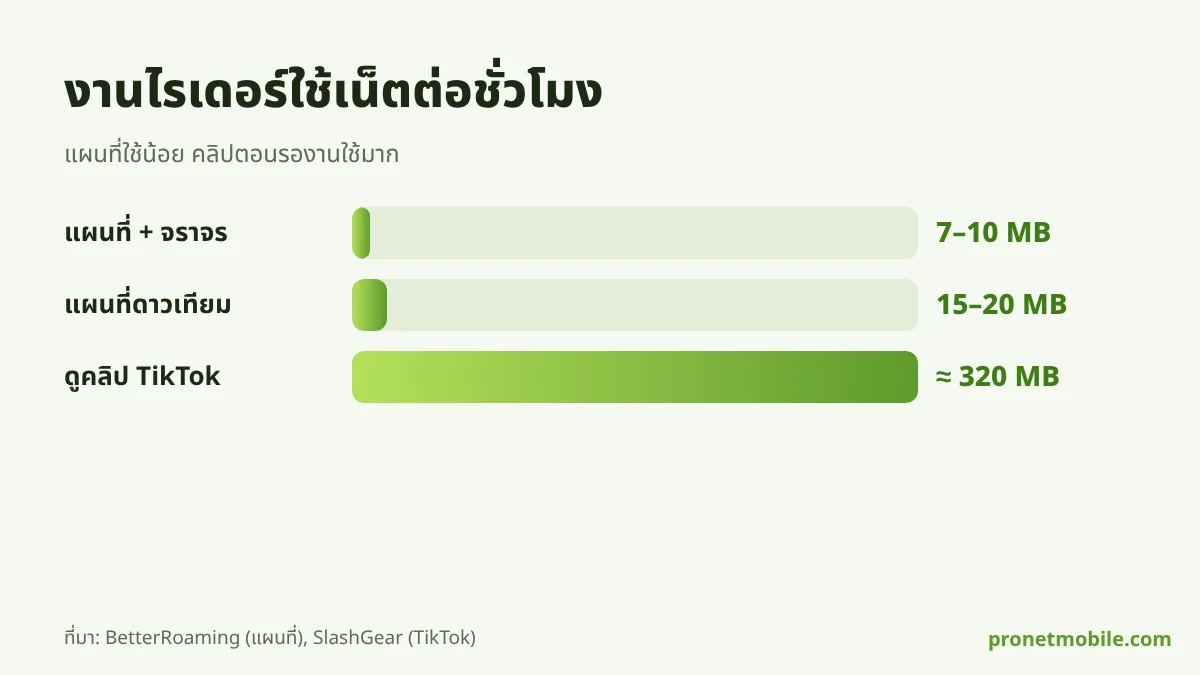 งานไรเดอร์ใช้เน็ตต่อชั่วโมง
แผนที่ใช้น้อย คลิปตอนรองานใช้มาก
แผนที่ + จราจร 7–10 MB
แผนที่ดาวเทียม 15–20 MB
ดูคลิป TikTok ≈ 320 MB
ที่มา: BetterRoaming (แผนที่), SlashGear (TikTok)
pronetmobile.com